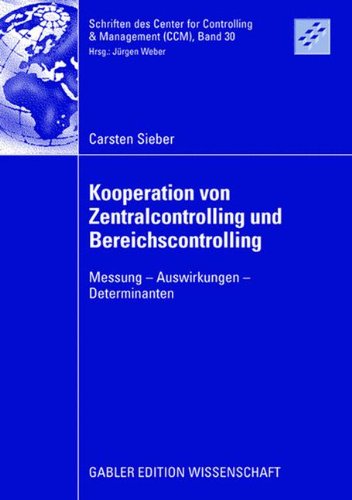 Schriften des Center for Controlling
& Management (CCM), Band 30
Hrsg.: Jürgen Weber
Carsten Sieber
Kooperation von
Zentralcontrolling und
Bereichscontrolling
Messung – Auswirkungen –
Determinanten
GABLER EDITION WISSENSCHAFT